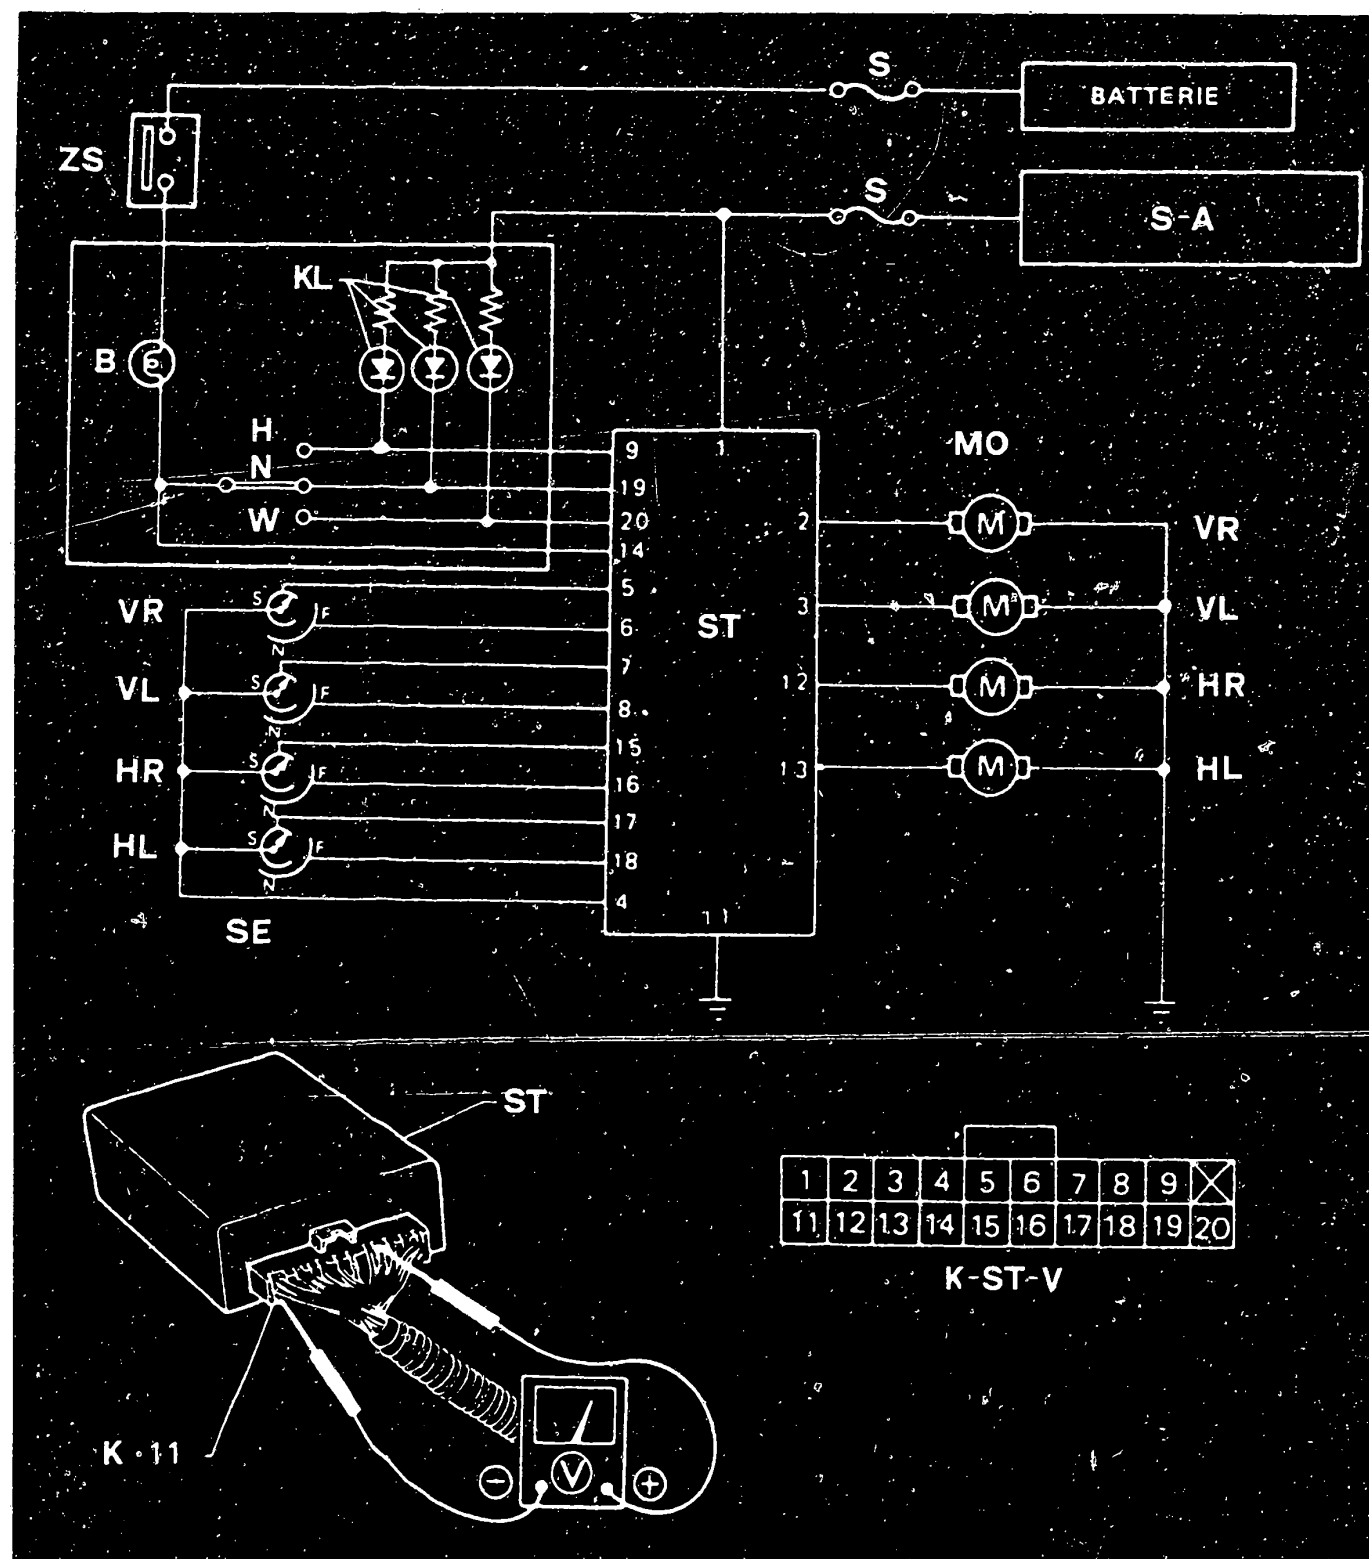 S
BATTERIE
ZS
S
S-A
KL
B
H
N
W
9
1
19
20
14
MO
2
M
VR
VR
S
F
N
5
6
3
M
VL
ST
VL
S
F
N
7
8
12
M
HR
HR
S
F
N
15
16
13
M
HL
HL
S
F
N
17
18
4
11
SE
ST
1 2 3 4 5 6 7 8 9
11 12 13 14 15 16 17 18 19 20
K-ST-V
K·11
− V +